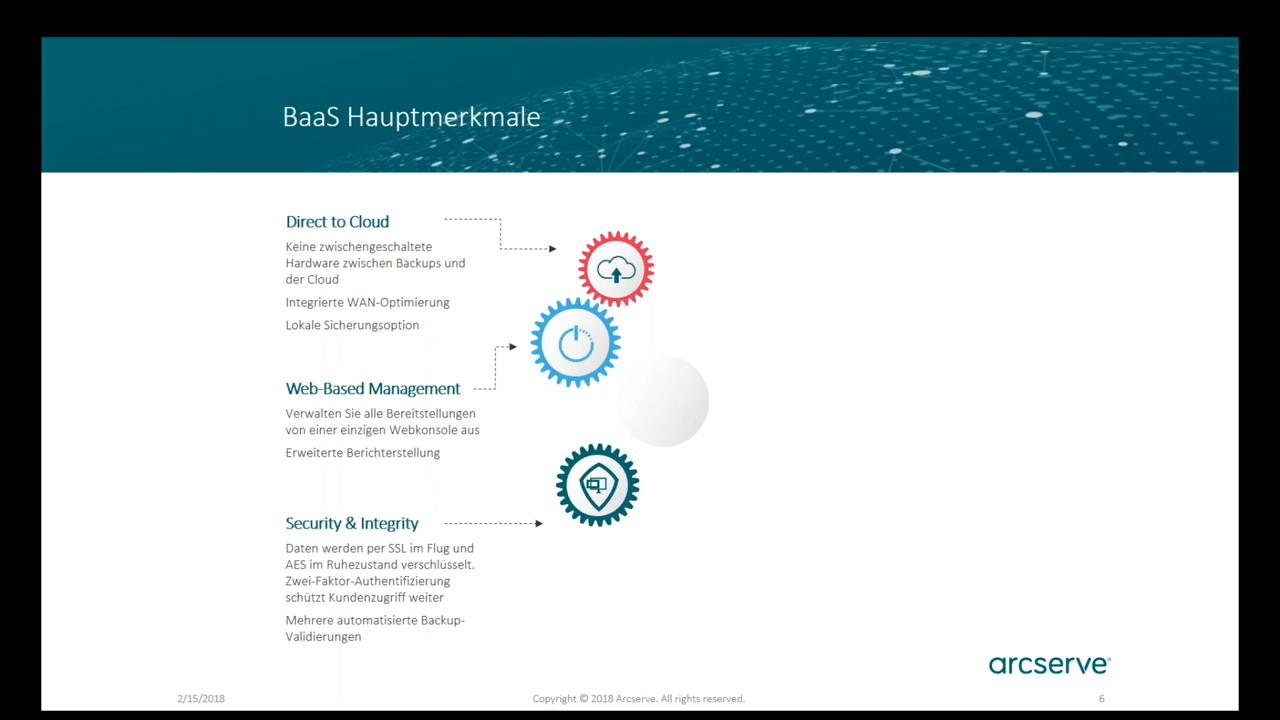 BaaS Hauptmerkmale
Direct to Cloud
Keine zwischengeschaltete
Hardware zwischen Backups und
der Cloud
Integrierte WAN-Optimierung
Lokale Sicherungsoption
Web-Based Management
Verwalten Sie alle Bereitstellungen
von einer einzigen Webkonsole aus
Erweiterte Berichterstellung
Security & Integrity
Daten werden per SSL im Flug und
AES im Ruhezustand verschlüsselt.
Zwei-Faktor-Authentifizierung
schützt Kundenzugriff weiter
Mehrere automatisierte Backup-
Validierungen
arcserve®
2/15/2018
Copyright © 2018 Arcserve. All rights reserved.
6